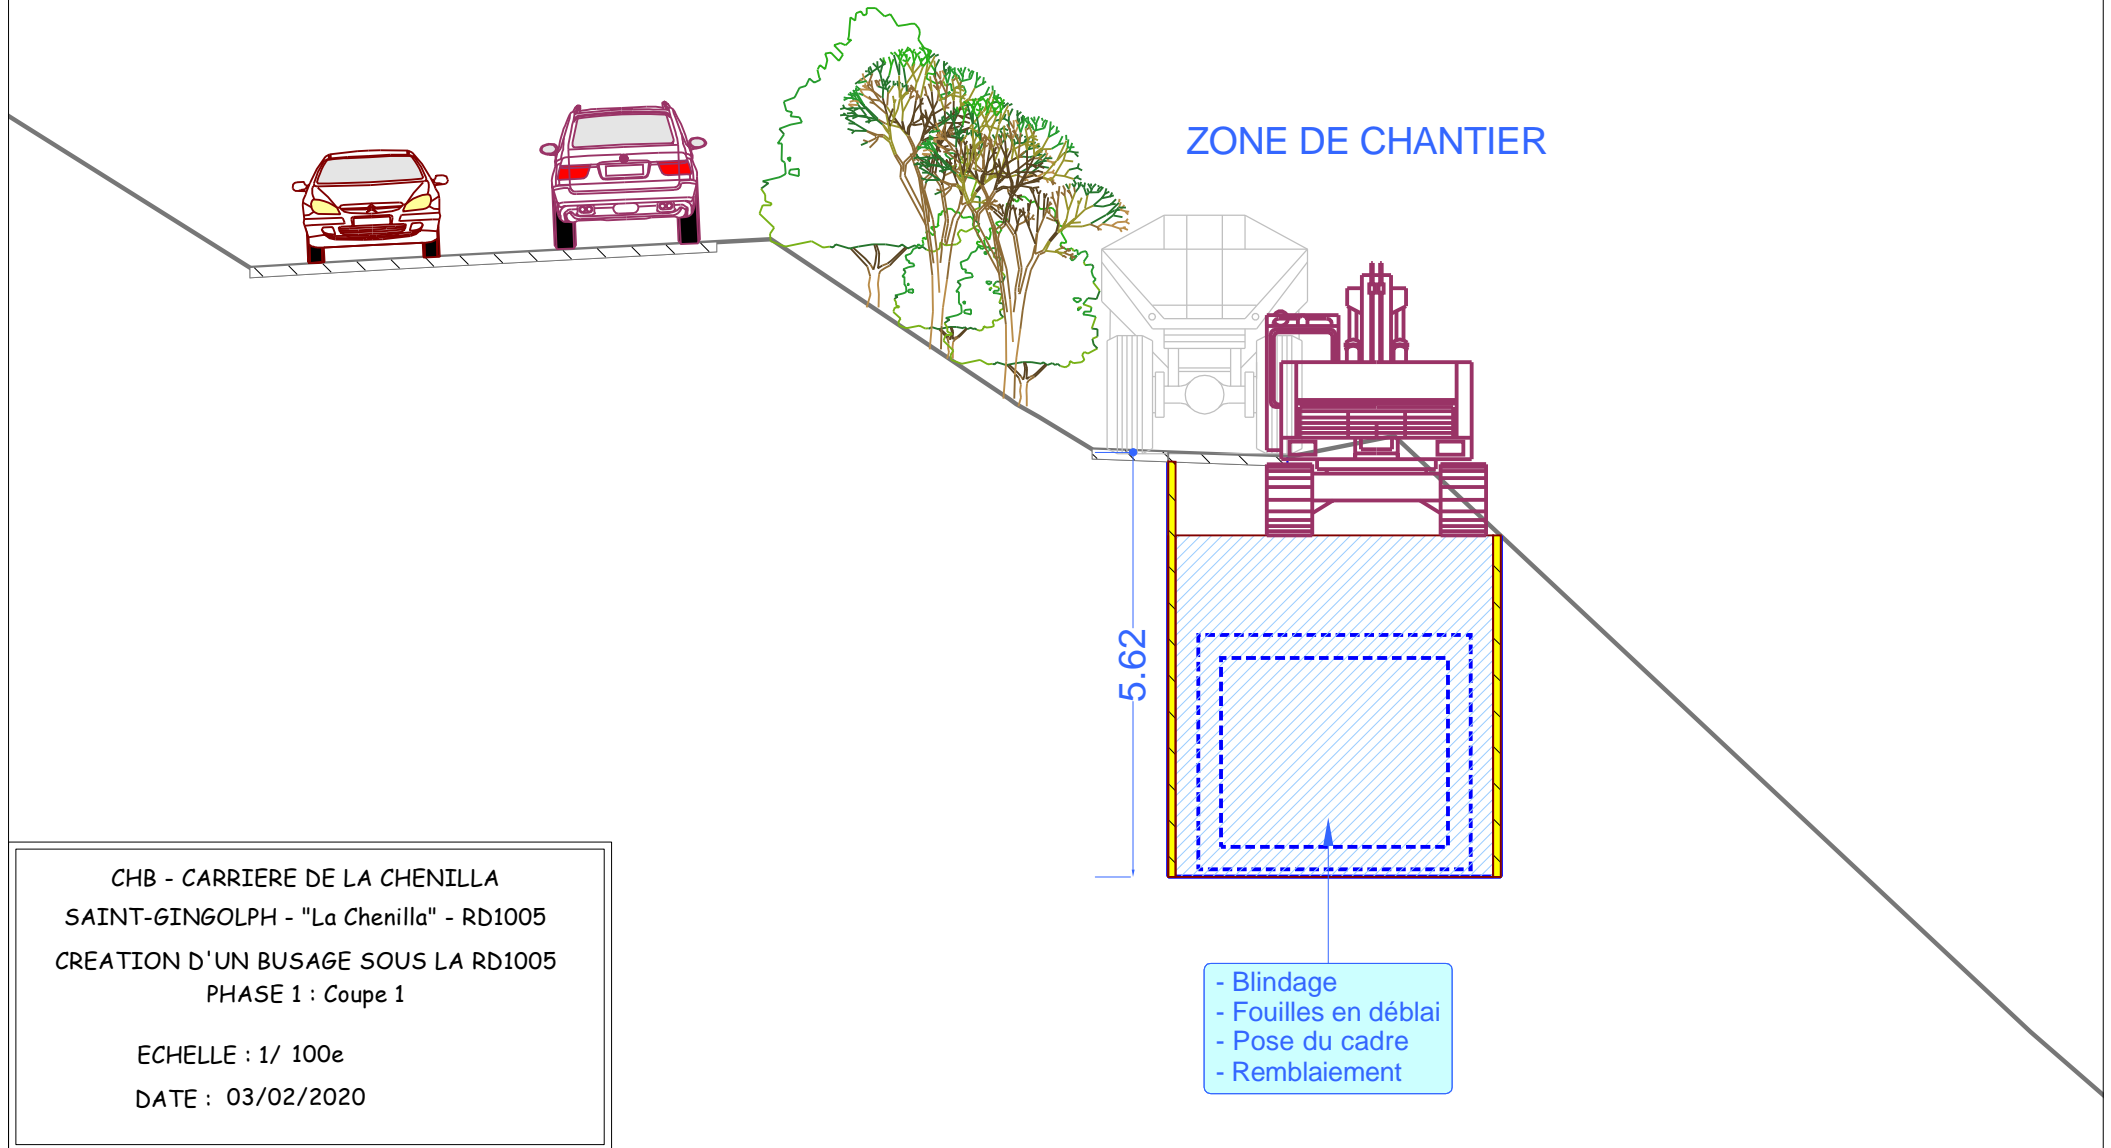 ZONE DE CHANTIER
5.62
CHB - CARRIERE DE LA CHENILLA
SAINT-GINGOLPH - "La Chenilla" - RD1005
CREATION D'UN BUSAGE SOUS LA RD1005
PHASE 1 : Coupe 1
ECHELLE : 1/ 100e
DATE : 03/02/2020
- Blindage
- Fouilles en déblai
- Pose du cadre
- Remblaiement